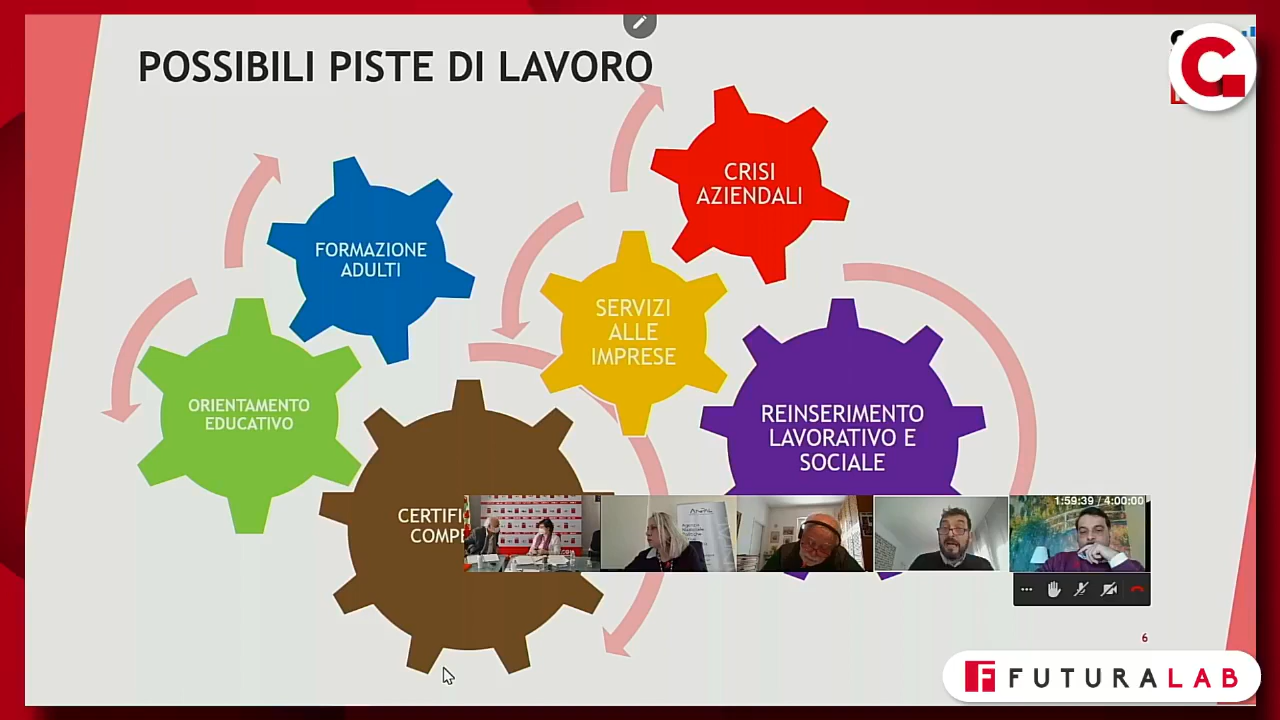 POSSIBILI PISTE DI LAVORO
CRISI
AZIENDALI
FORMAZIONE
ADULTI
SERVIZI
ALLE
IMPRESE
ORIENTAMENTO
EDUCATIVO
REINSERIMENTO
LAVORATIVO E
SOCIALE
1:59:39 / 4:00:00
6
FUTURALAB